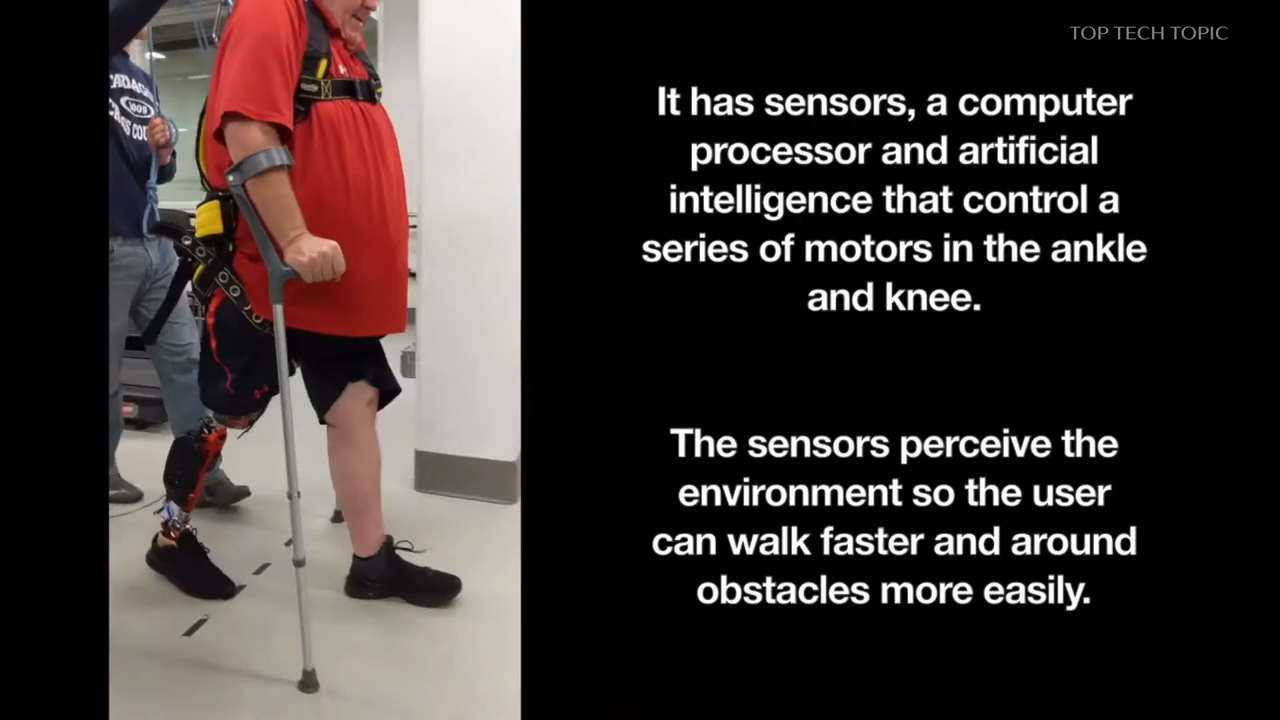 TOP TECH TOPIC
It has sensors, a computer
processor and artificial
intelligence that control a
series of motors in the ankle
and knee.
The sensors perceive the
environment so the user
can walk faster and around
obstacles more easily.
1009